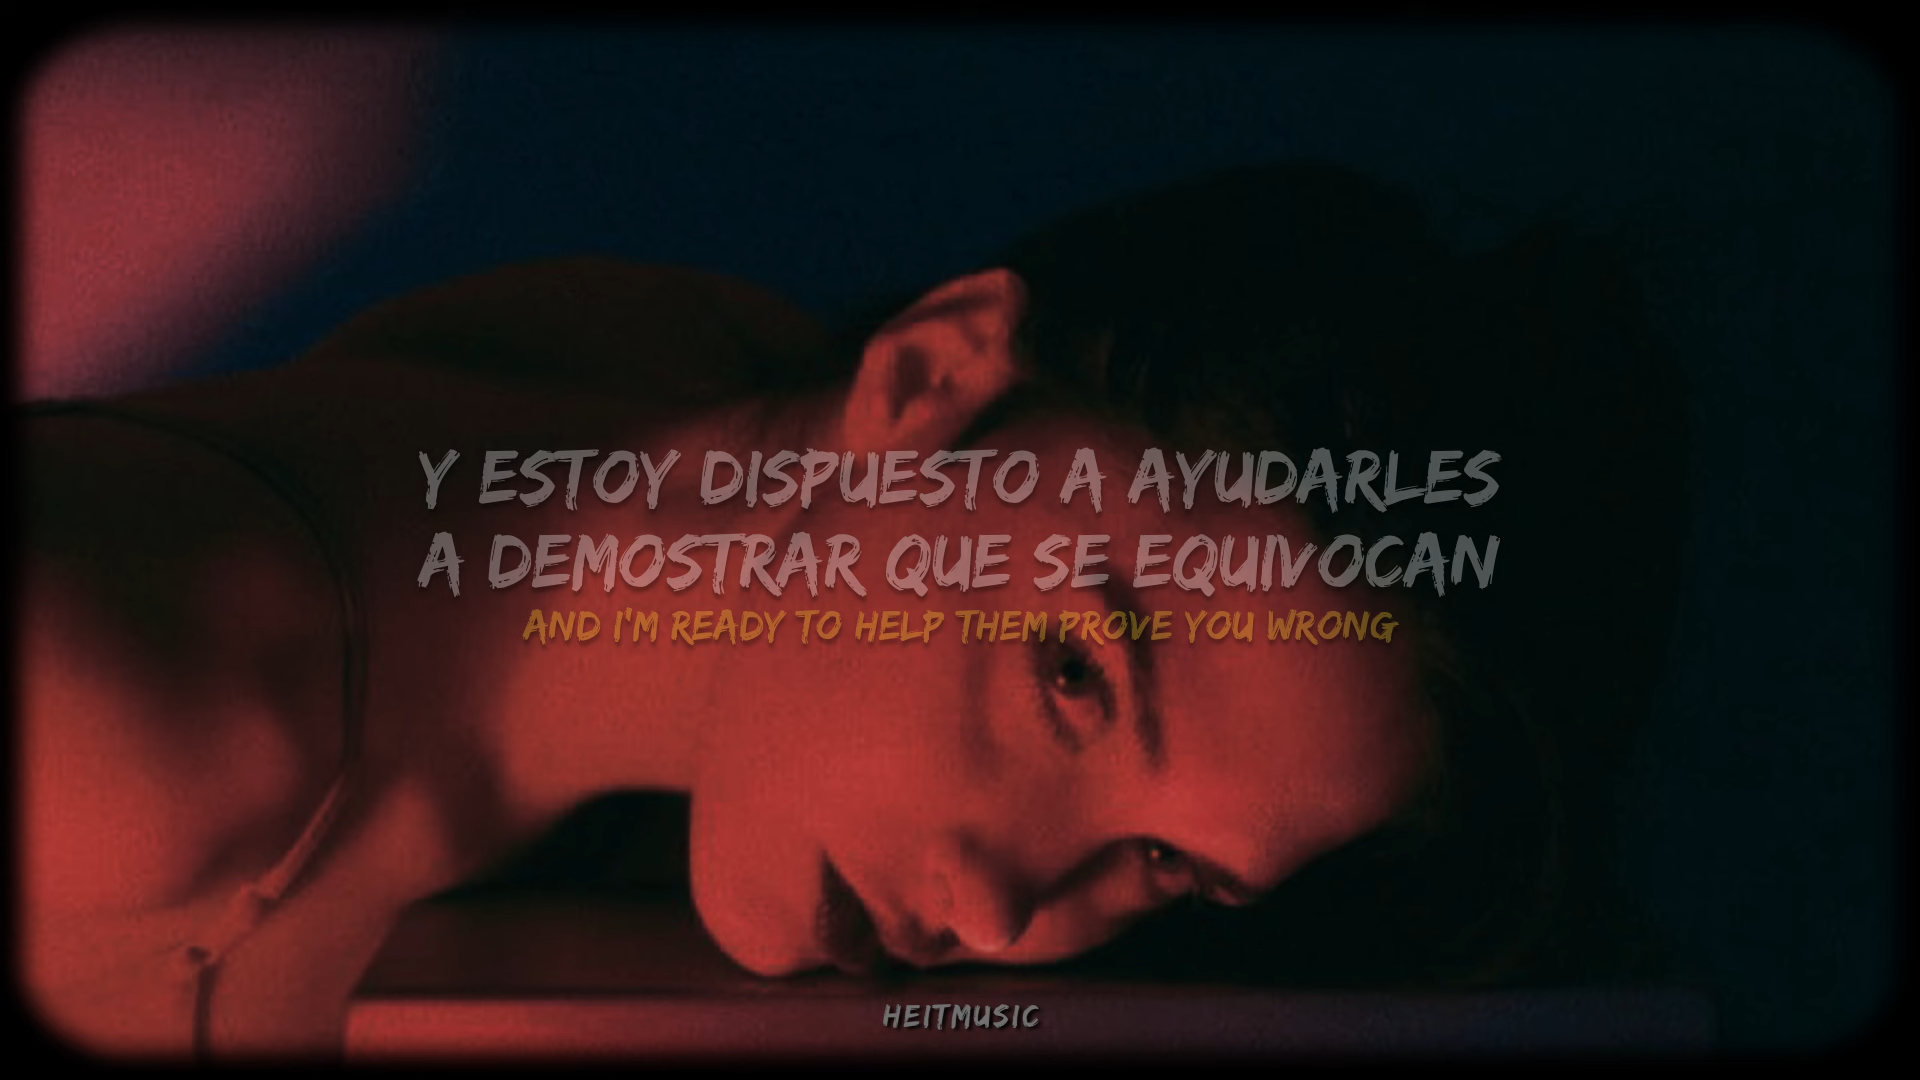 Y ESTOY DISPUESTO A AYUDARLES
A DEMOSTRAR QUE SE EQUIVOCAN
AND I'M READY TO HELP THEM PROVE YOU WRONG
HEITMUSIC